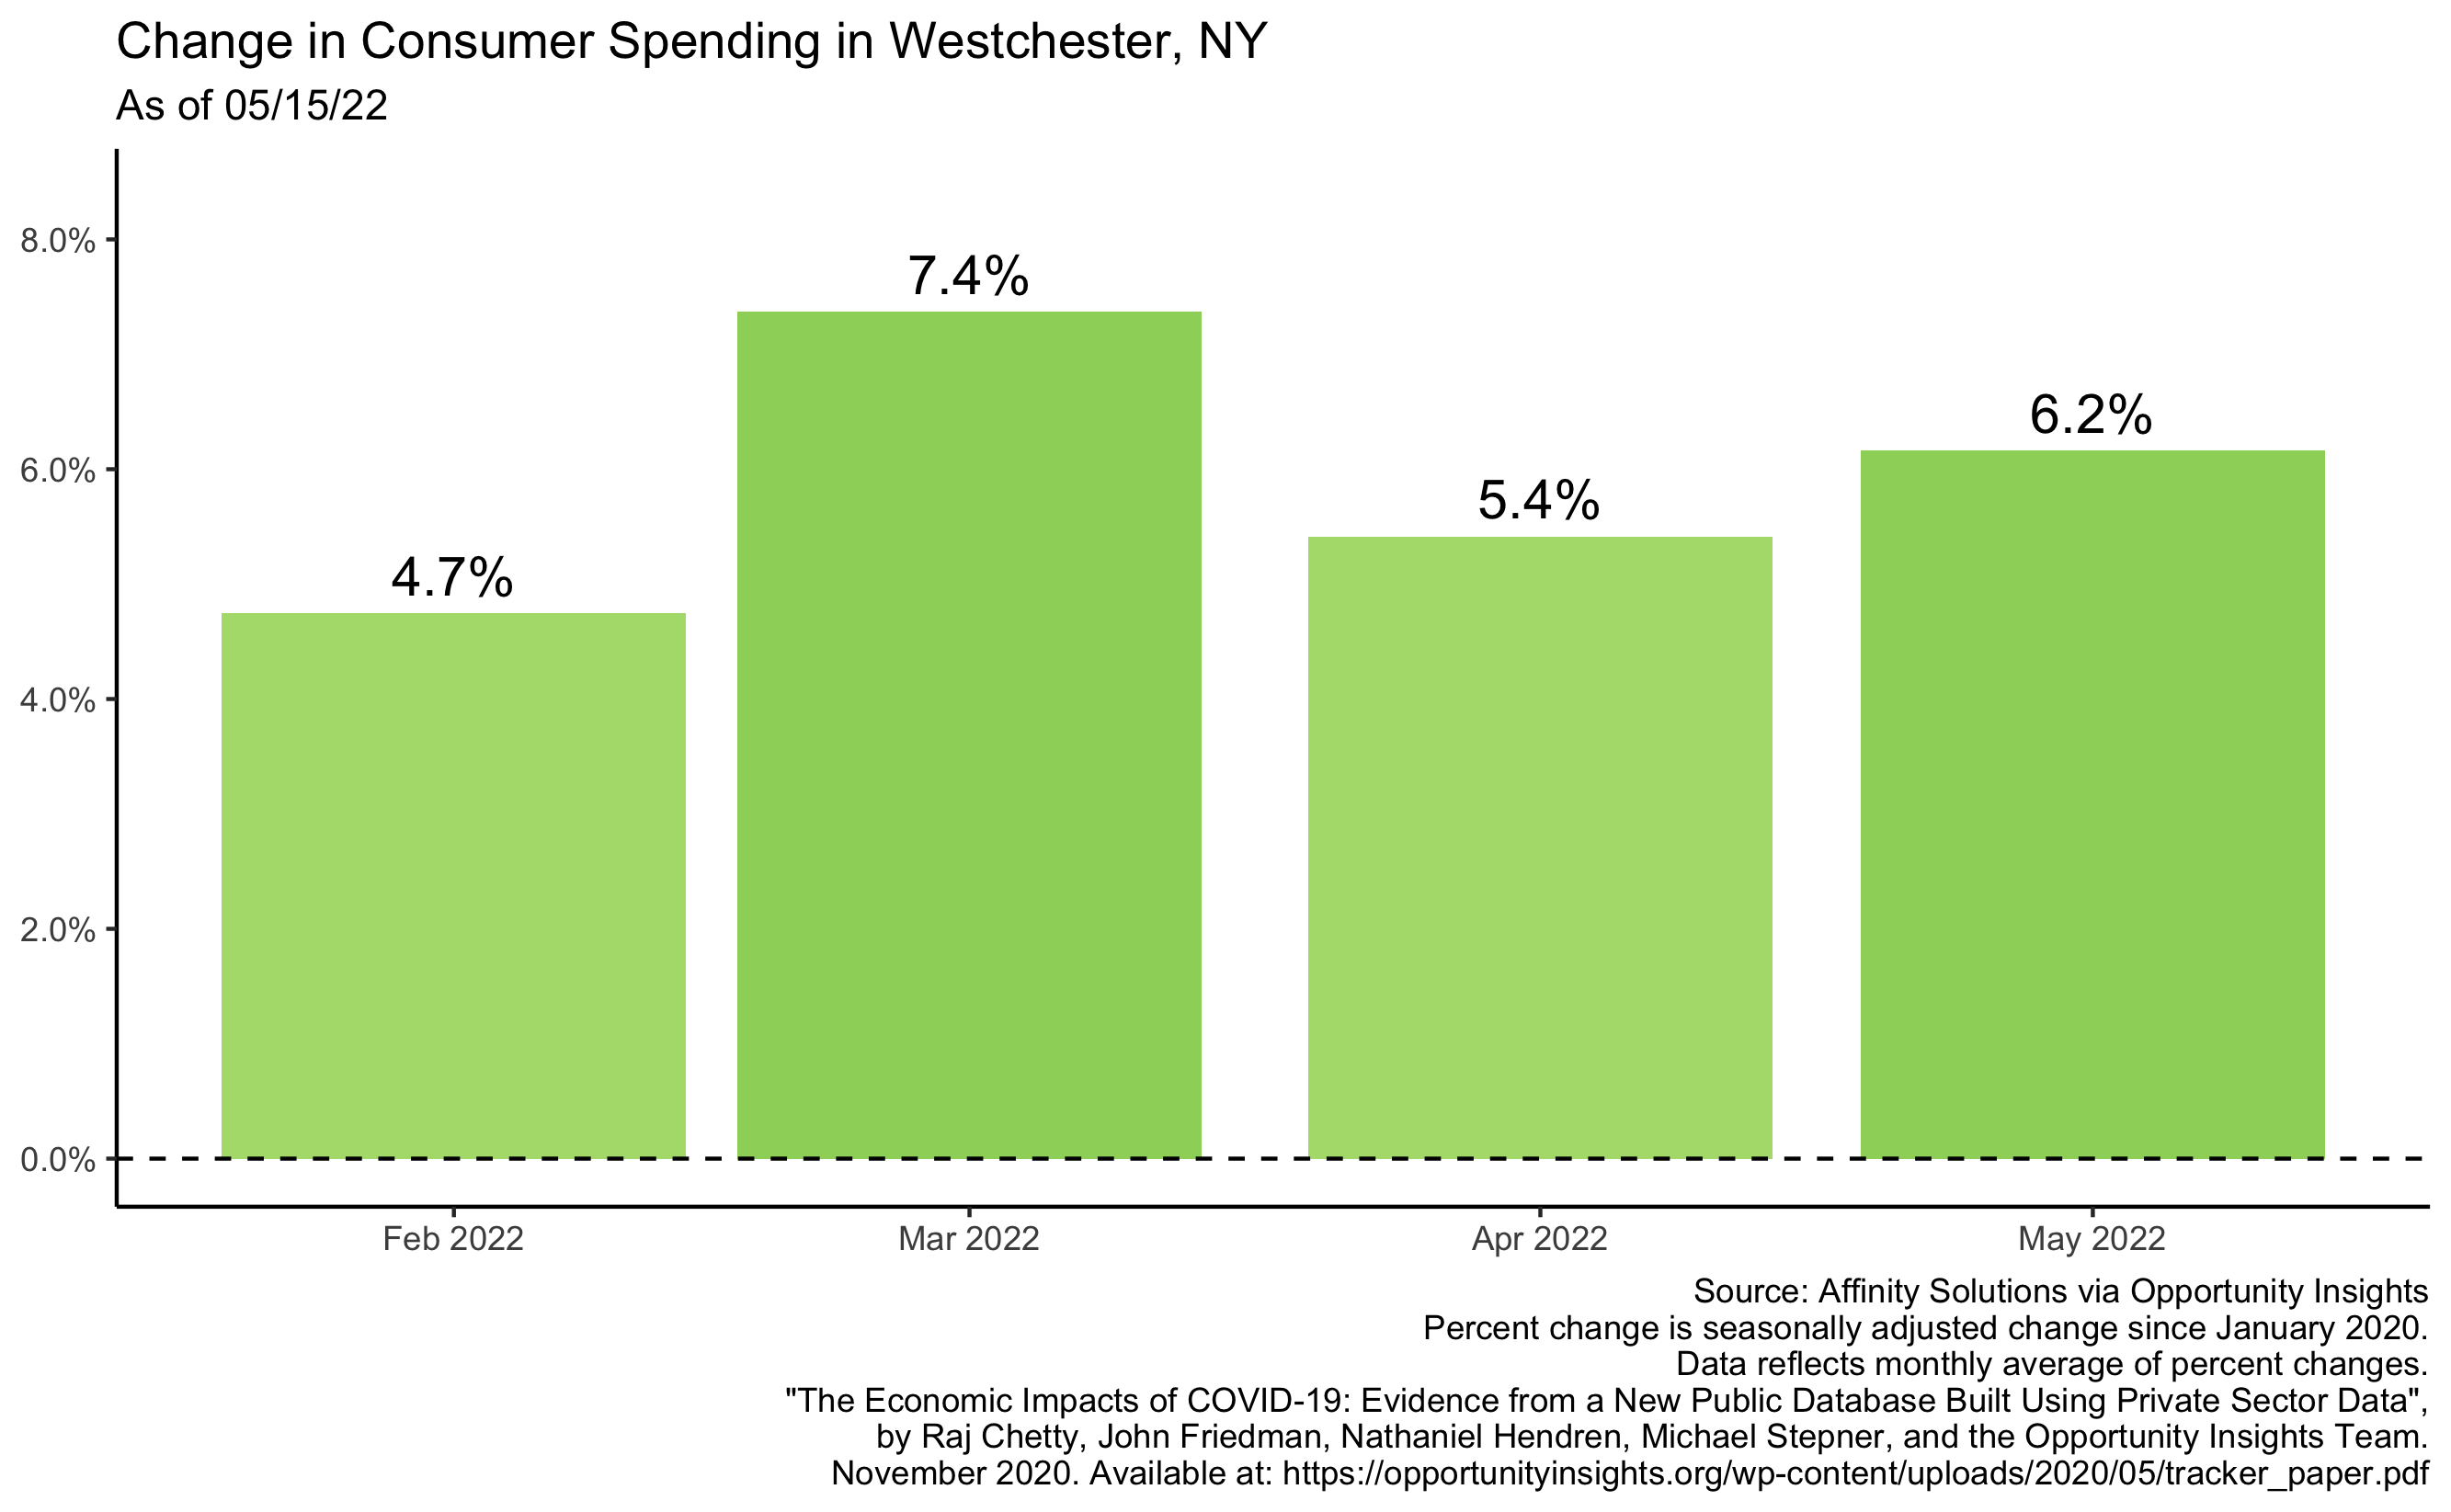 Change in Consumer Spending in Westchester, NY
As of 05/15/22
8.0%
6.0%
4.0%
2.0%
0.0%
4.7%
7.4%
5.4%
6.2%
Feb 2022
Mar 2022
Apr 2022
May 2022
Source: Affinity Solutions via Opportunity Insights
Percent change is seasonally adjusted change since January 2020.
Data reflects monthly average of percent changes.
"The Economic Impacts of COVID-19: Evidence from a New Public Database Built Using Private Sector Data",
by Raj Chetty, John Friedman, Nathaniel Hendren, Michael Stepner, and the Opportunity Insights Team.
November 2020. Available at: https://opportunityinsights.org/wp-content/uploads/2020/05/tracker_paper.pdf